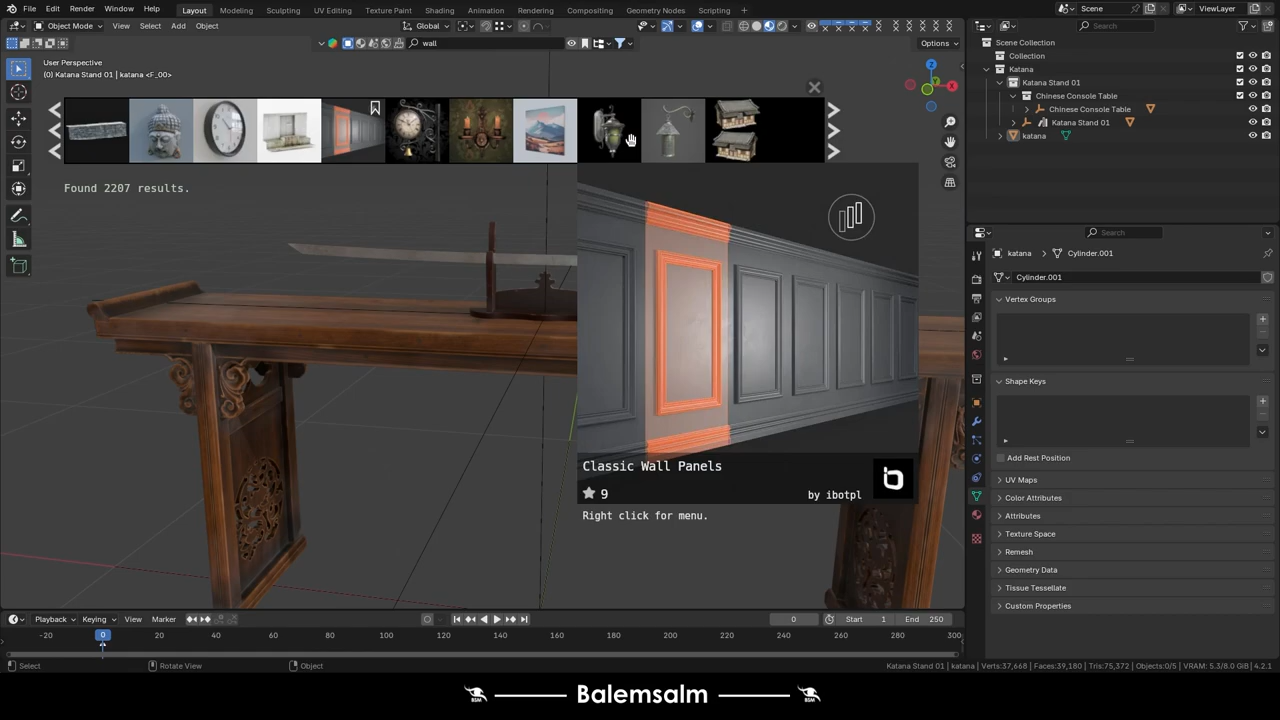 File Edit Render Window Help Layout Modeling Sculpting UV Editing Texture Paint Shading Animation Rendering Compositing Geometry Nodes Scripting Scene ViewLayer
Object Mode View Select Add Object Global Search
wall Options Scene Collection
User Perspective
(0) Katana Stand 01 | katana <F_00>
Collection
Katana
Katana Stand 01
Chinese Console Table
Chinese Console Table
Katana Stand 01
katana
Found 2207 results.
Classic Wall Panels
9 by ibotpl
Right click for menu.
Search
katana Cylinder.001
Cylinder.001
Vertex Groups
Shape Keys
Add Rest Position
UV Maps
Color Attributes
Attributes
Texture Space
Remesh
Geometry Data
Tissue Tessellate
Custom Properties
Playback Keying View Marker 0 Start 1 End 250
-20 0 20 40 60 80 100 120 140 160 180 200 220 240 260 280 300
Select Rotate View Object Katana Stand 01 | katana | Verts:37,668 | Faces:39,180 | Tris:75,372 | Objects:0/5 | VRAM: 5.3/8.0 GiB | 4.2.1
BSM Balemsalm BSM